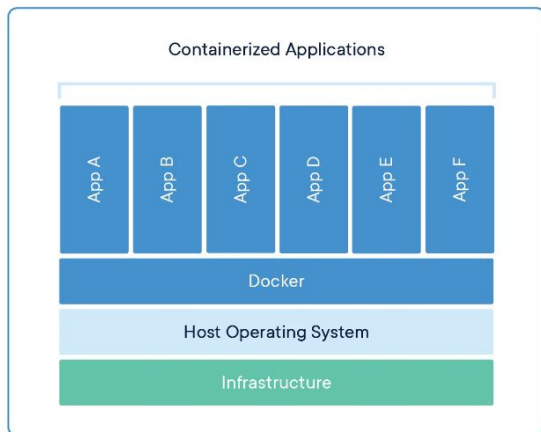 Containerized Applications
App A
App B
App C
App D
App E
App F
Docker
Host Operating System
Infrastructure